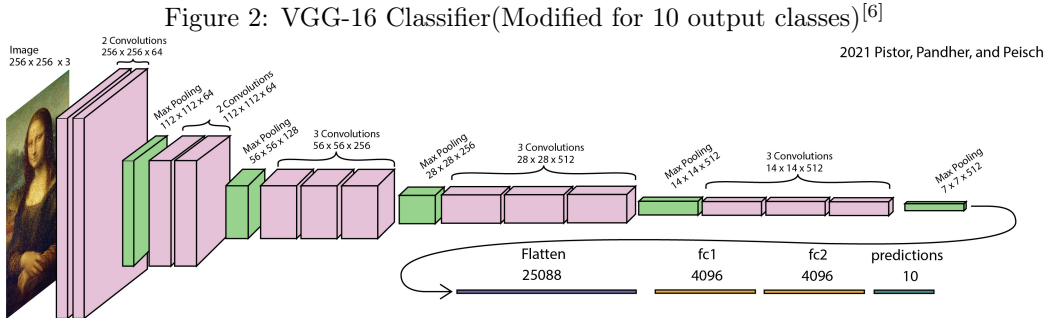 Figure 2: VGG-16 Classifier(Modified for 10 output classes)[6]
2021 Pistor, Pandher, and Peisch
Image
256 x 256 x 3
2 Convolutions
256 x 256 x 64
Max Pooling
112 x 112 x 64
2 Convolutions
112 x 112 x 64
Max Pooling
56 x 56 x 128
3 Convolutions
56 x 56 x 256
Max Pooling
28 x 28 x 256
3 Convolutions
28 x 28 x 512
Max Pooling
14 x 14 x 512
3 Convolutions
14 x 14 x 512
Max Pooling
7 x 7 x 512
Flatten
25088
fc1
4096
fc2
4096
predictions
10